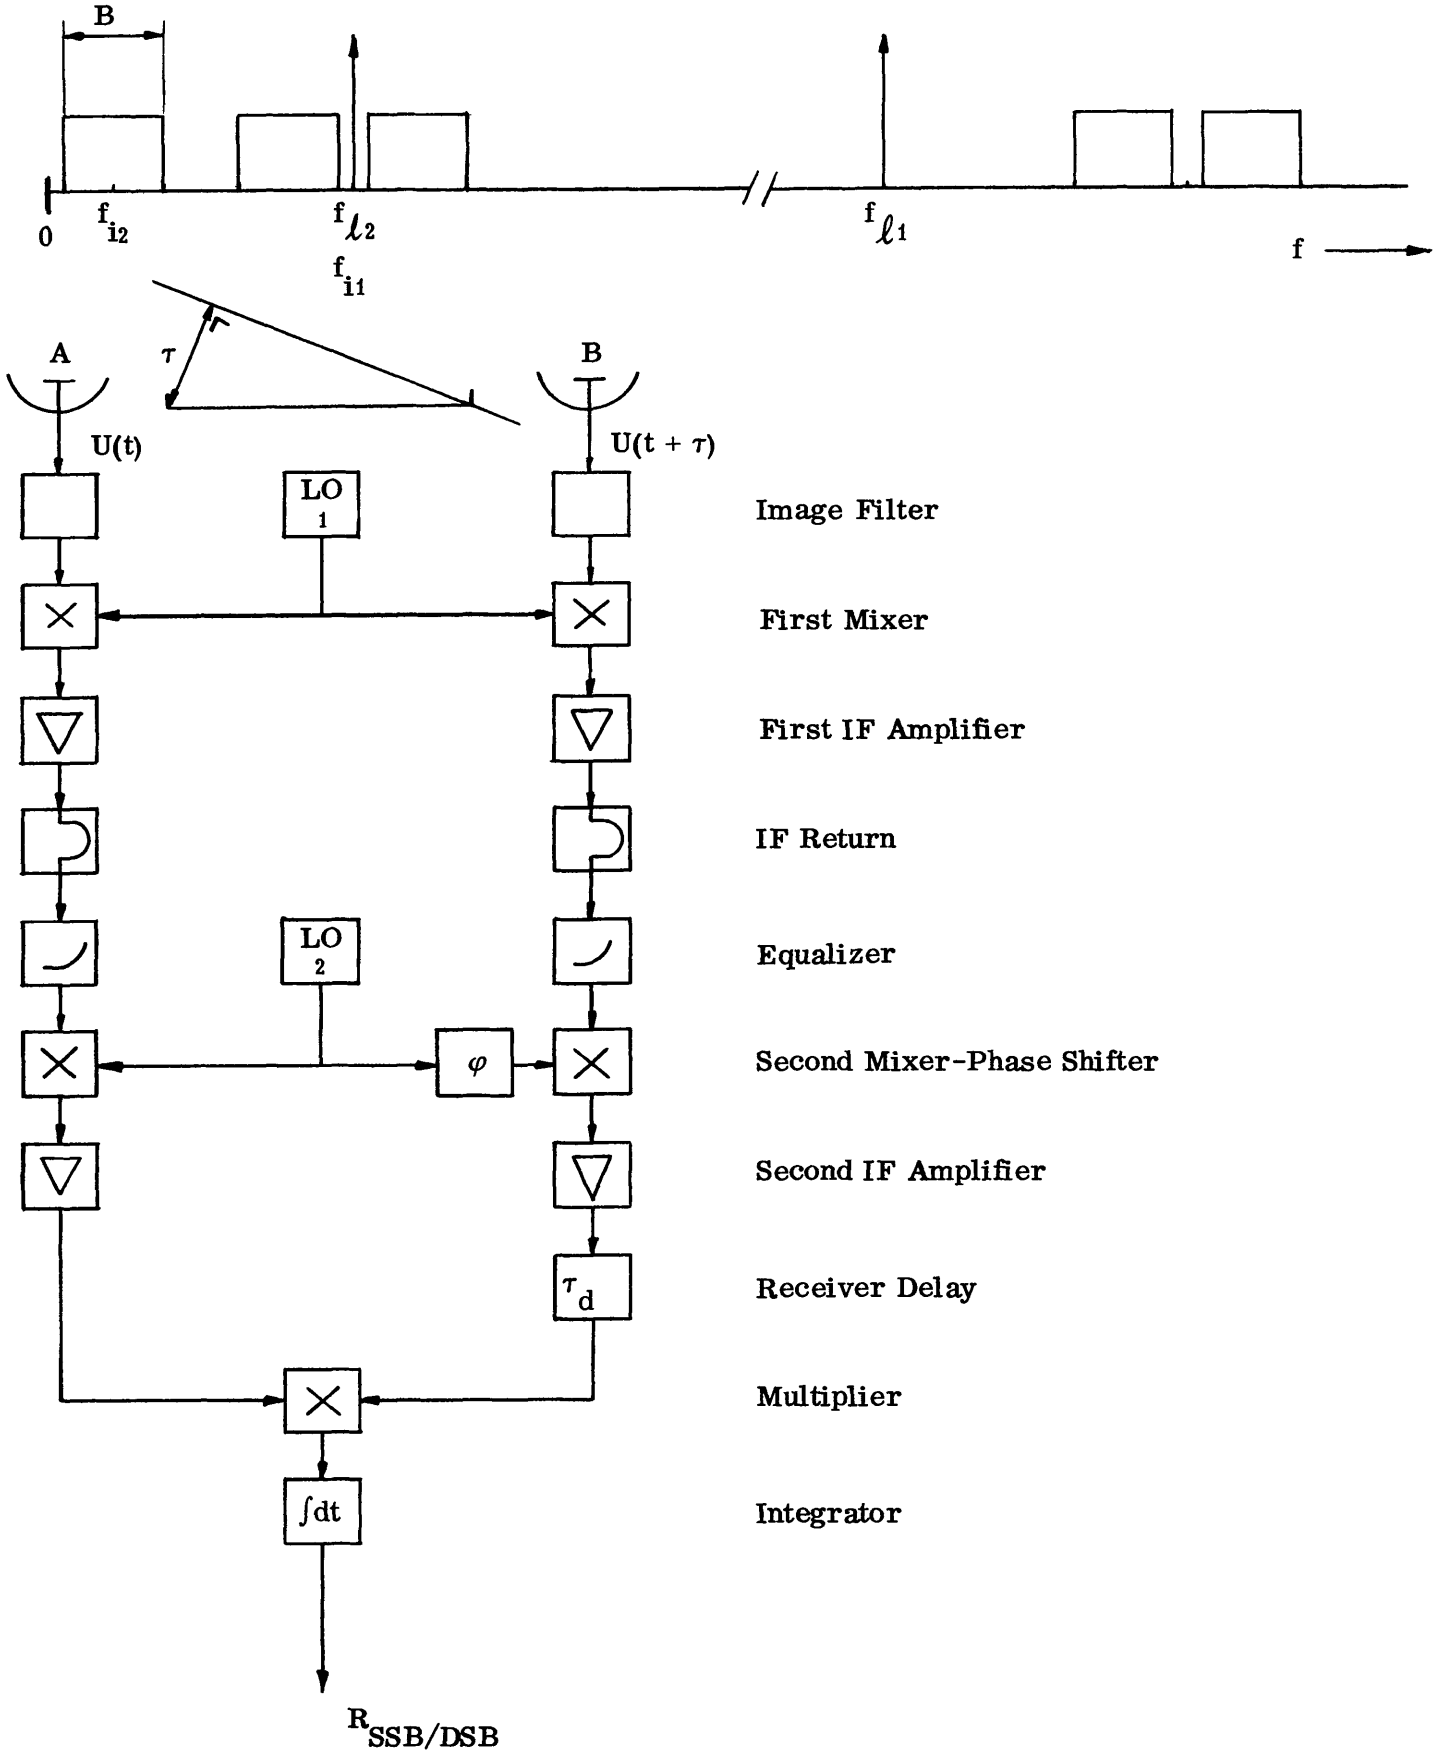 B
0
f i2
f ℓ2
f i1
f ℓ1
f
A
τ
B
U(t)
U(t + τ)
LO
1
Image Filter
First Mixer
First IF Amplifier
IF Return
LO
2
Equalizer
φ
Second Mixer-Phase Shifter
Second IF Amplifier
τ d
Receiver Delay
Multiplier
∫dt
Integrator
R SSB/DSB